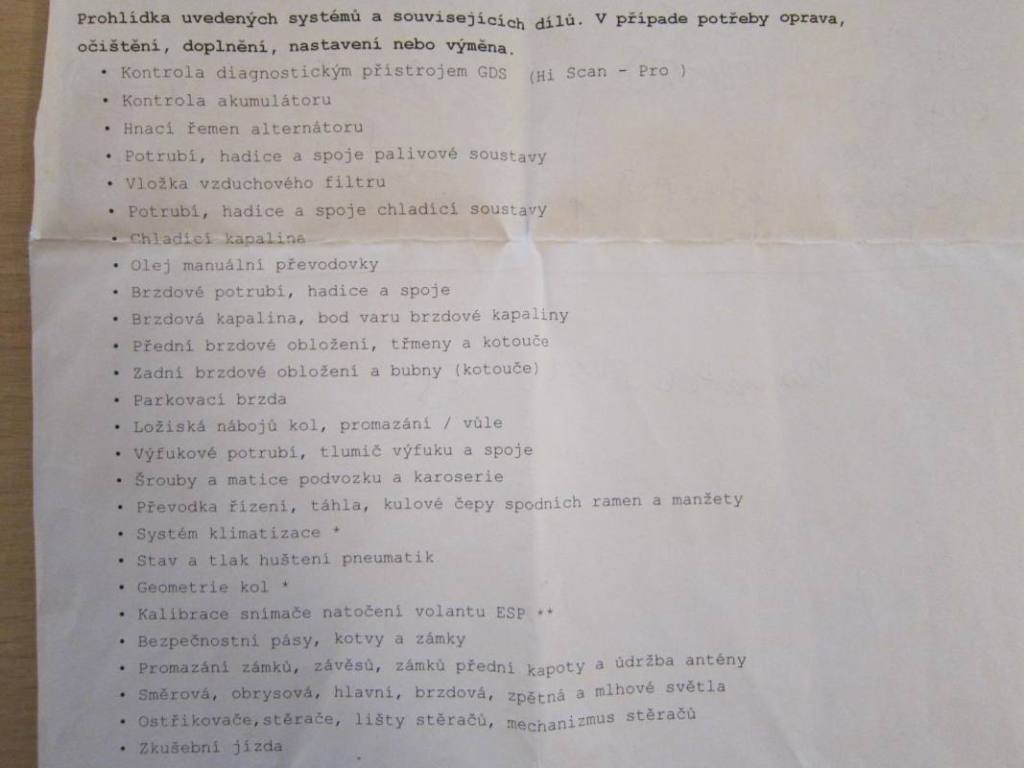 Prohlídka uvedených systémů a souvisejících dílů. V případe potřeby oprava,
očištění, doplnění, nastavení nebo výměna.
• Kontrola diagnostickým přístrojem GDS (Hi Scan - Pro )
• Kontrola akumulátoru
• Hnací řemen alternátoru
• Potrubí, hadice a spoje palivové soustavy
• Vložka vzduchového filtru
• Potrubí, hadice a spoje chladící soustavy
• Chladící kapalina
• Olej manuální převodovky
• Brzdové potrubí, hadice a spoje
• Brzdová kapalina, bod varu brzdové kapaliny
• Přední brzdové obložení, třmeny a kotouče
• Zadní brzdové obložení a bubny (kotouče)
• Parkovací brzda
• Ložiská nábojů kol, promazání / vůle
• Výfukové potrubí, tlumič výfuku a spoje
• Šrouby a matice podvozku a karoserie
• Převodka řízení, táhla, kulové čepy spodních ramen a manžety
• Systém klimatizace *
• Stav a tlak huštení pneumatik
• Geometrie kol *
• Kalibrace snímače natočení volantu ESP **
• Bezpečnostní pásy, kotvy a zámky
• Promazání zámků, závěsů, zámků přední kapoty a údržba antény
• Směrová, obrysová, hlavní, brzdová, zpětná a mlhové světla
• Ostřikovače,stěrače, lišty stěračů, mechanizmus stěračů
• Zkušební jízda